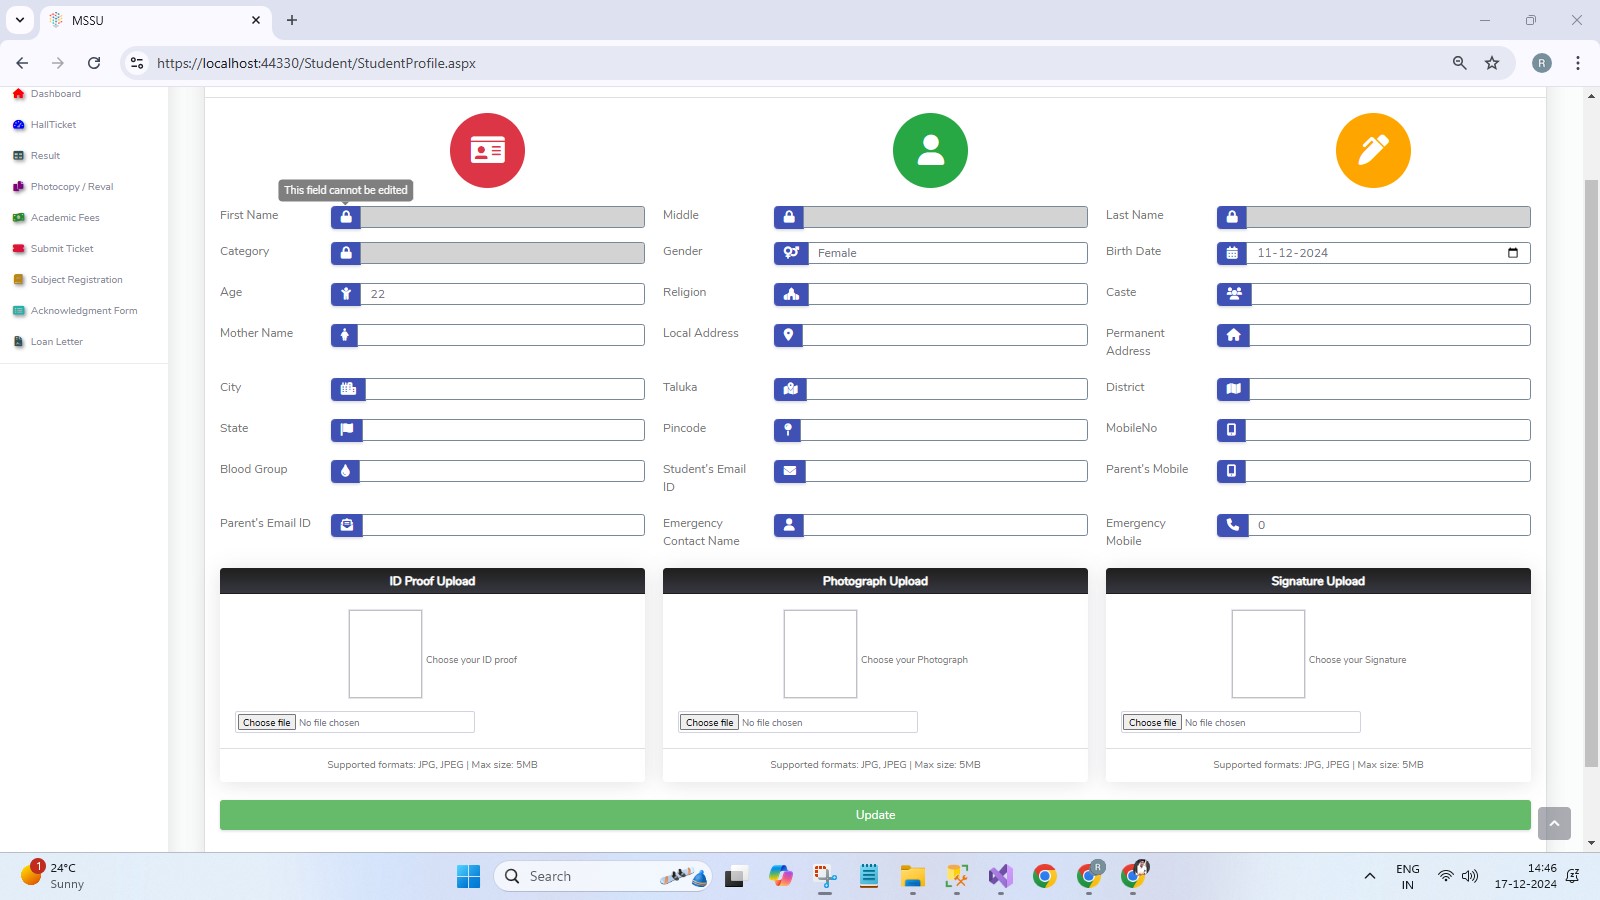 MSSU
https://localhost:44330/Student/StudentProfile.aspx
R
Dashboard
HallTicket
Result
Photocopy / Reval
Academic Fees
Submit Ticket
Subject Registration
Acknowledgment Form
Loan Letter
This field cannot be edited
First Name
Middle
Last Name
Category
Gender
Female
Birth Date
11-12-2024
Age
22
Religion
Caste
Mother Name
Local Address
Permanent
Address
City
Taluka
District
State
Pincode
MobileNo
Blood Group
Student's Email
ID
Parent's Mobile
Parent's Email ID
Emergency
Contact Name
Emergency
Mobile
0
ID Proof Upload
Choose your ID proof
Choose file No file chosen
Supported formats: JPG, JPEG | Max size: 5MB
Photograph Upload
Choose your Photograph
Choose file No file chosen
Supported formats: JPG, JPEG | Max size: 5MB
Signature Upload
Choose your Signature
Choose file No file chosen
Supported formats: JPG, JPEG | Max size: 5MB
Update
1
24°C
Sunny
Search
R
ENG
IN
14:46
17-12-2024